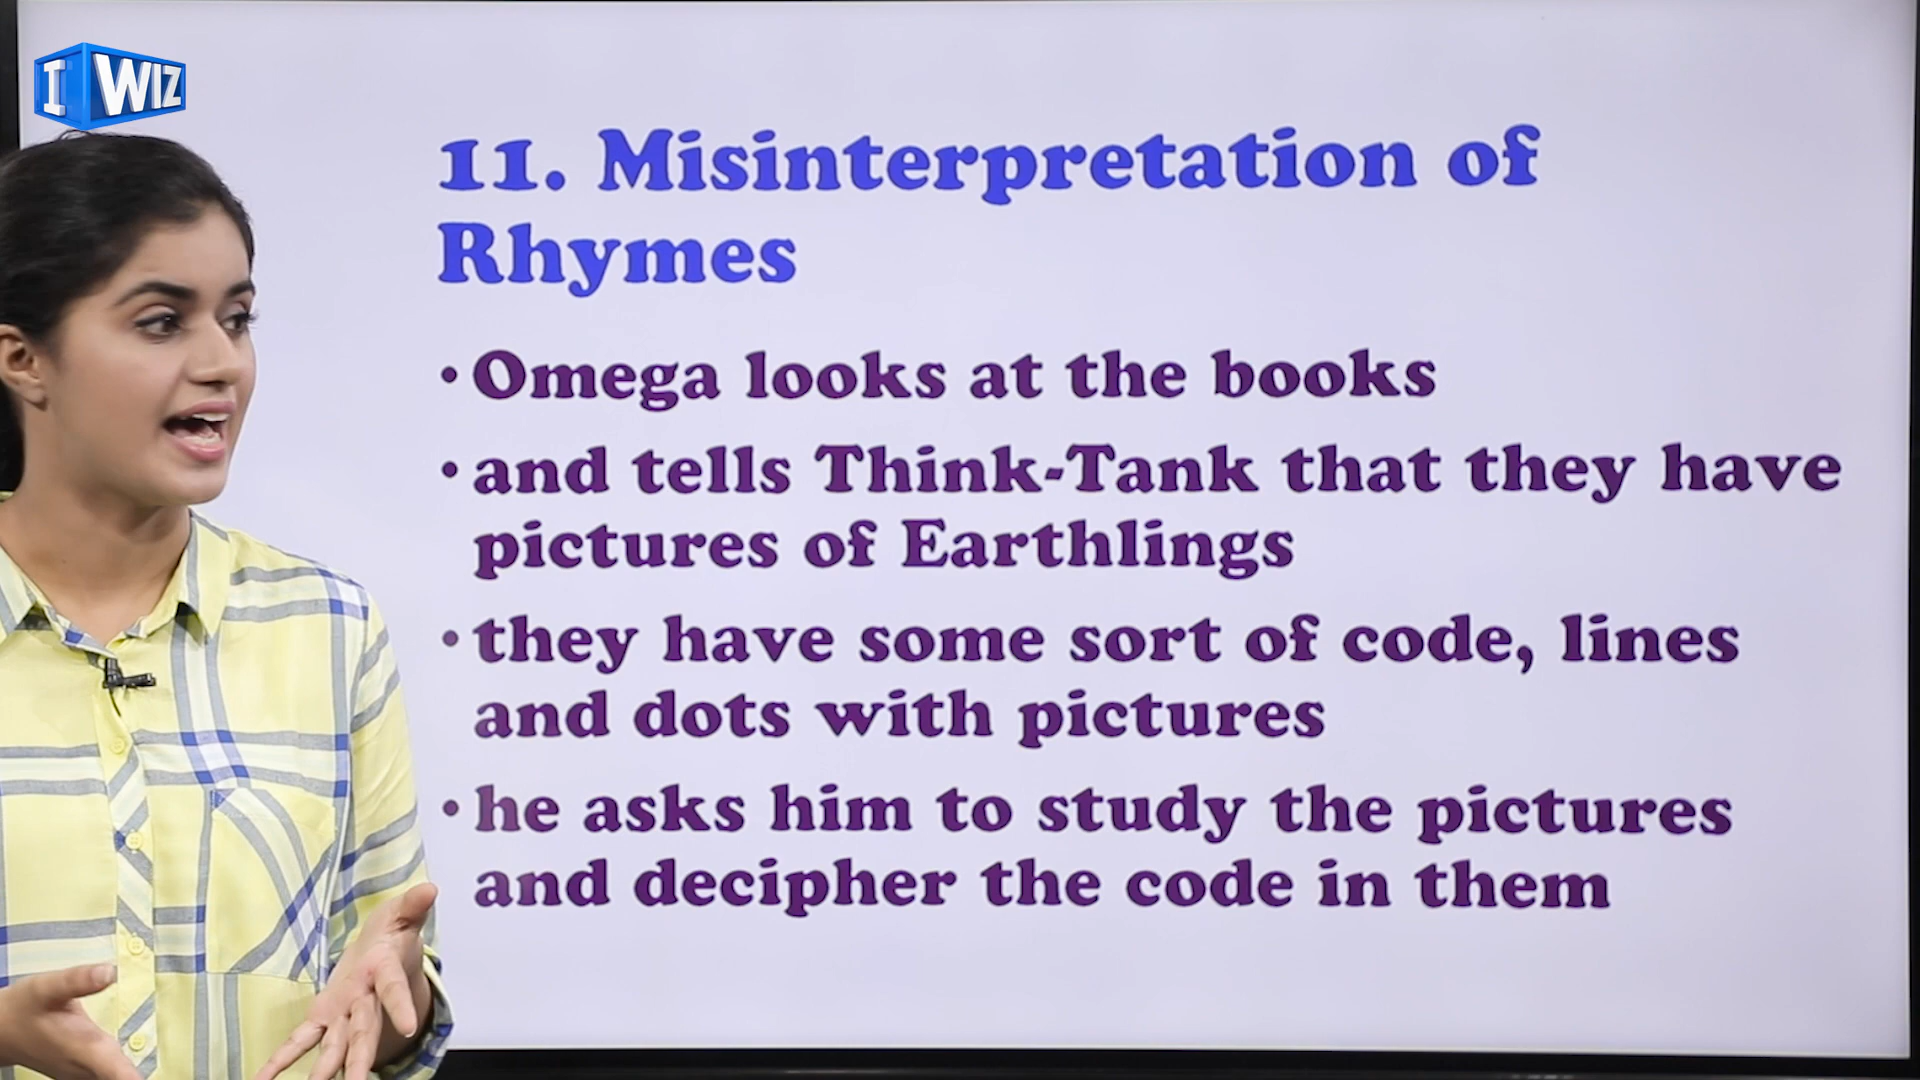 I WIZ
11. Misinterpretation of
Rhymes
• Omega looks at the books
• and tells Think-Tank that they have
pictures of Earthlings
• they have some sort of code, lines
and dots with pictures
• he asks him to study the pictures
and decipher the code in them